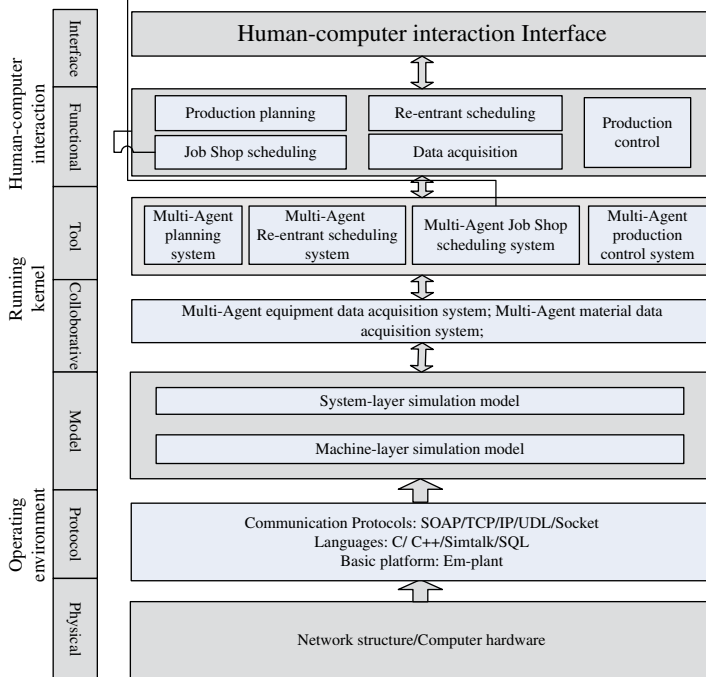 Human-computer
interaction
Interface
Human-computer interaction Interface
Functional
Production planning
Re-entrant scheduling
Production
control
Job Shop scheduling
Data acquisition
Running
kernel
Tool
Multi-Agent
planning
system
Multi-Agent
Re-entrant scheduling
system
Multi-Agent Job Shop
scheduling system
Multi-Agent
production
control system
Colloborative
Multi-Agent equipment data acquisition system; Multi-Agent material data
acquisition system;
Model
System-layer simulation model
Machine-layer simulation model
Operating
environment
Protocol
Communication Protocols: SOAP/TCP/IP/UDL/Socket
Languages: C/ C++/Simtalk/SQL
Basic platform: Em-plant
Physical
Network structure/Computer hardware